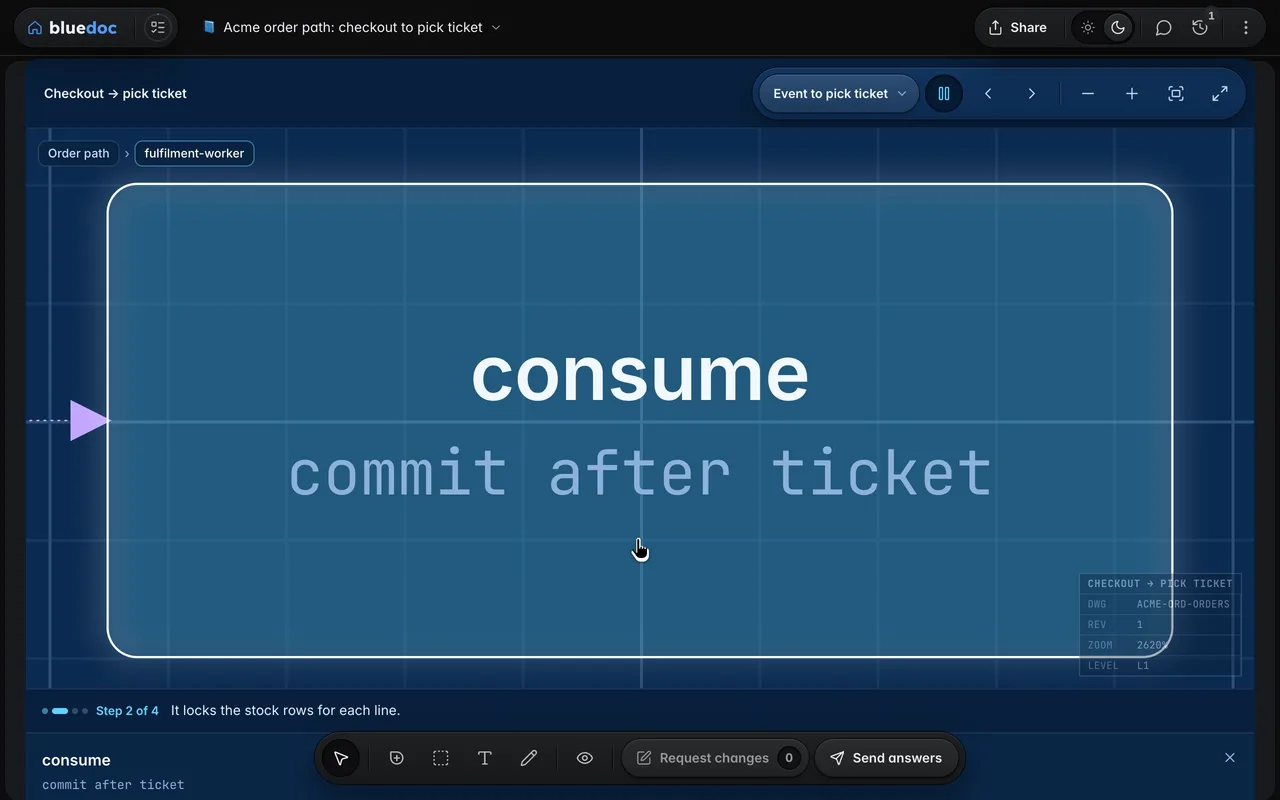 bluedoc
Acme order path: checkout to pick ticket
Share
1
Checkout → pick ticket
Event to pick ticket
Order path › fulfilment-worker
consume
commit after ticket
CHECKOUT → PICK TICKET
DWG ACME-ORD-ORDERS
REV 1
ZOOM 2620%
LEVEL L1
Step 2 of 4 It locks the stock rows for each line.
consume
commit after ticket
Request changes 0
Send answers